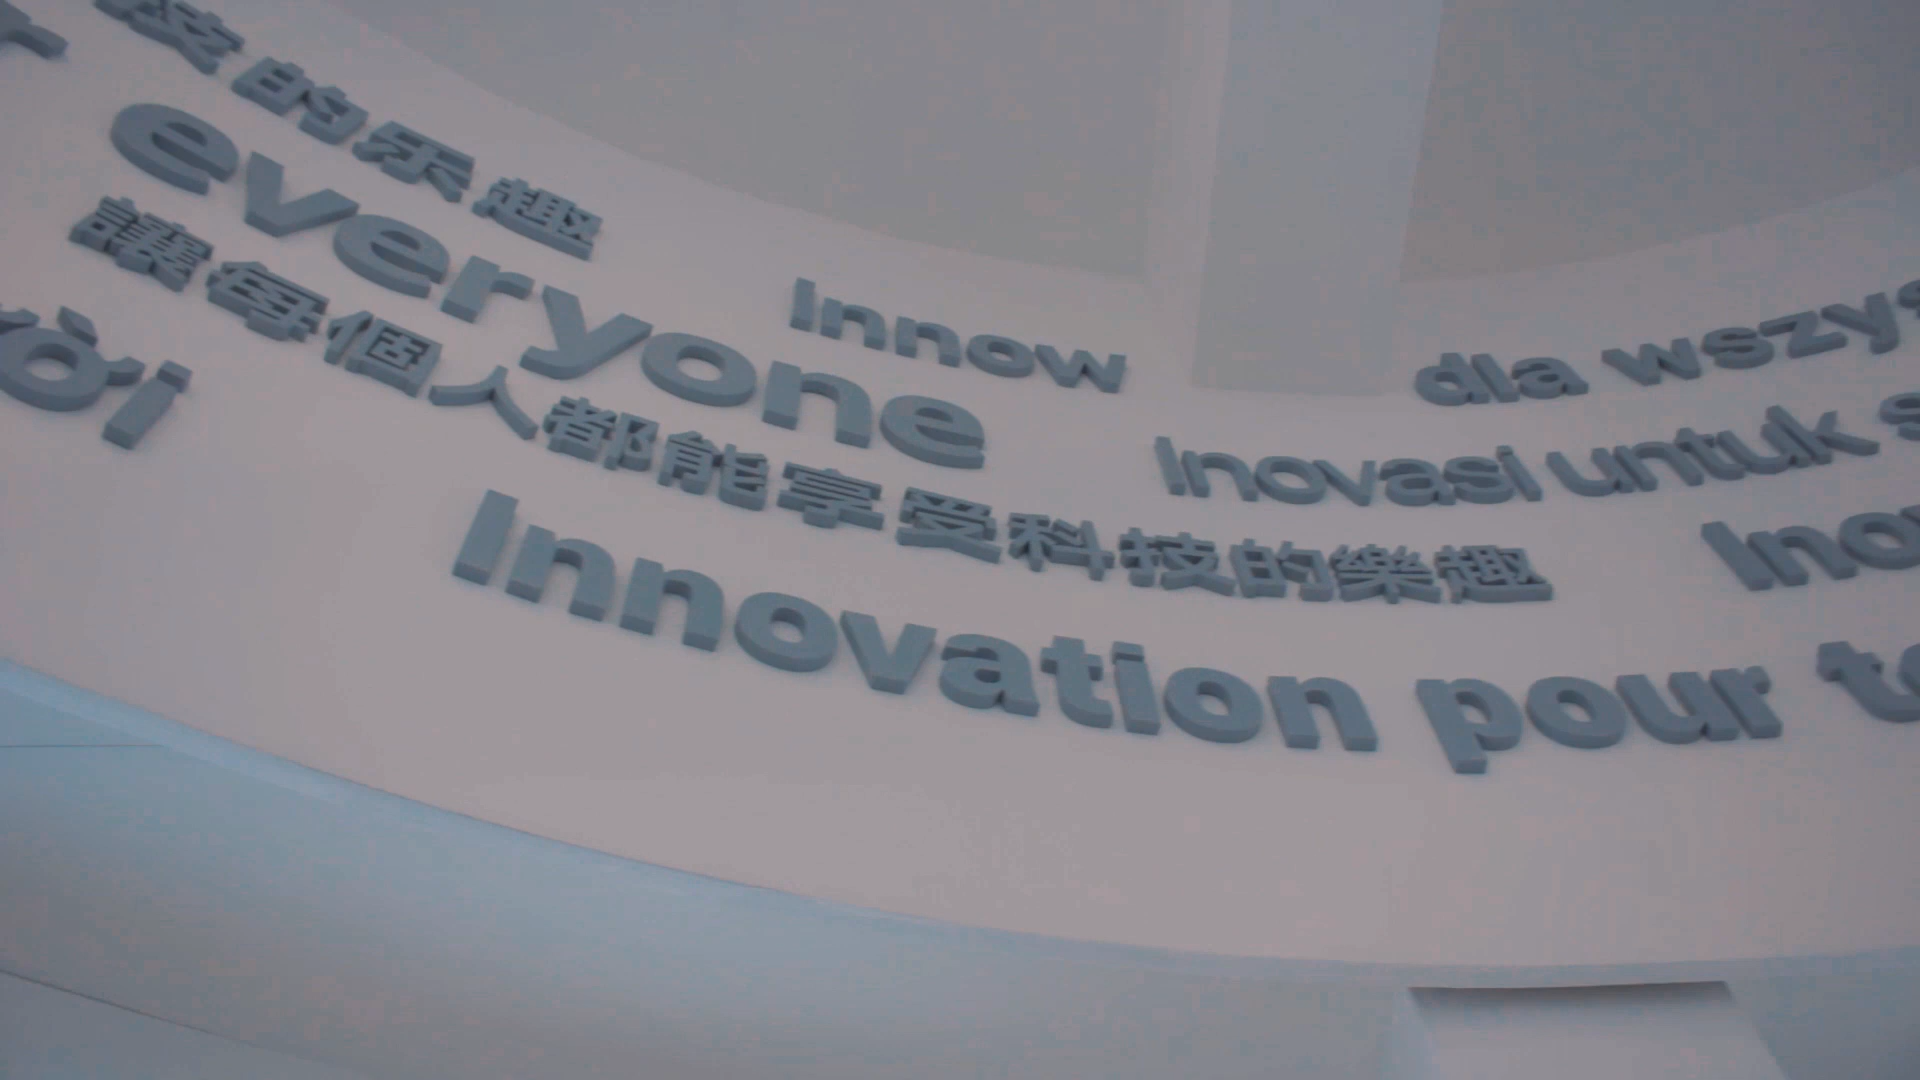 技的乐趣
everyone
Innow
dla
讓每個人都能享受科技的樂趣
Inovasi untuk
Innovation pour